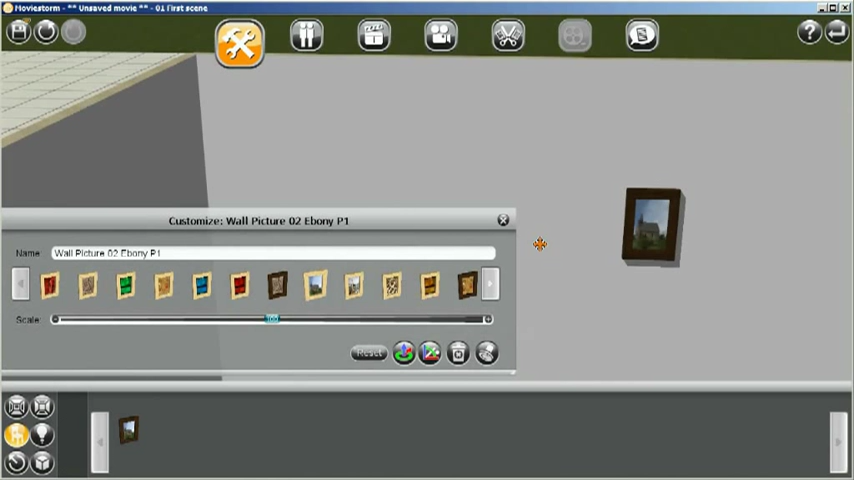 Moviestorm - ** Unsaved movie ** - 01 First scene
Customize: Wall Picture 02 Ebony P1
Name: Wall Picture 02 Ebony P1
Scale: 100
Reset